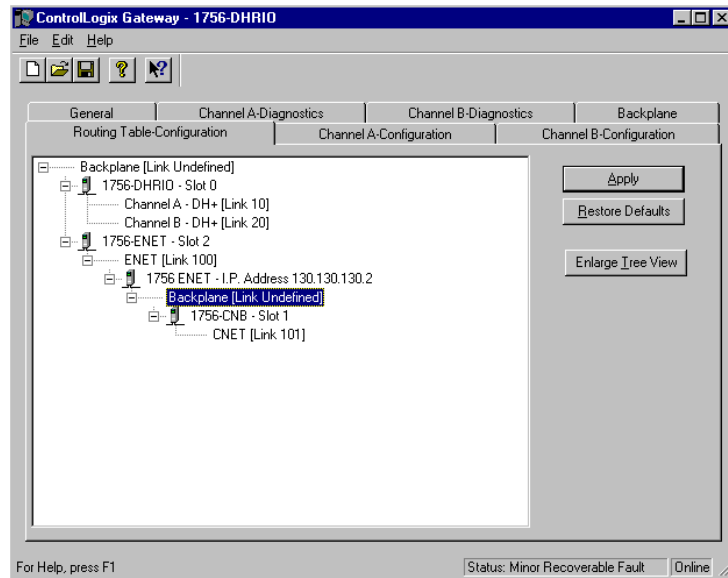 ControlLogix Gateway - 1756-DHRIO
File Edit Help
General Channel A-Diagnostics Channel B-Diagnostics Backplane
Routing Table-Configuration Channel A-Configuration Channel B-Configuration
Backplane [Link Undefined]
1756-DHRIO - Slot 0
Channel A - DH+ [Link 10]
Channel B - DH+ [Link 20]
1756-ENET - Slot 2
ENET [Link 100]
1756 ENET - I.P. Address 130.130.130.2
Backplane [Link Undefined]
1756-CNB - Slot 1
CNET [Link 101]
Apply
Restore Defaults
Enlarge Tree View
For Help, press F1
Status: Minor Recoverable Fault
Online